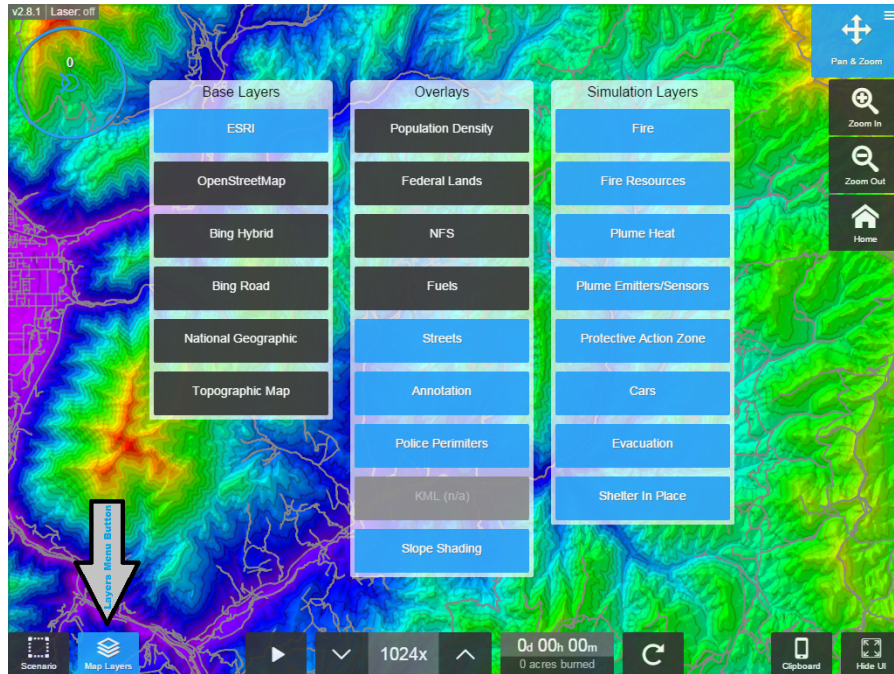 v2.8.1 Laser: off
0
Pan & Zoom
Zoom In
Zoom Out
Home
Base Layers
ESRI
OpenStreetMap
Bing Hybrid
Bing Road
National Geographic
Topographic Map
Overlays
Population Density
Federal Lands
NFS
Fuels
Streets
Annotation
Police Perimiters
KML (n/a)
Slope Shading
Simulation Layers
Fire
Fire Resources
Plume Heat
Plume Emitters/Sensors
Protective Action Zone
Cars
Evacuation
Shelter In Place
Layers Menu Button
Scenario
Map Layers
1024x
0d 00h 00m
0 acres burned
Clipboard
Hide UI